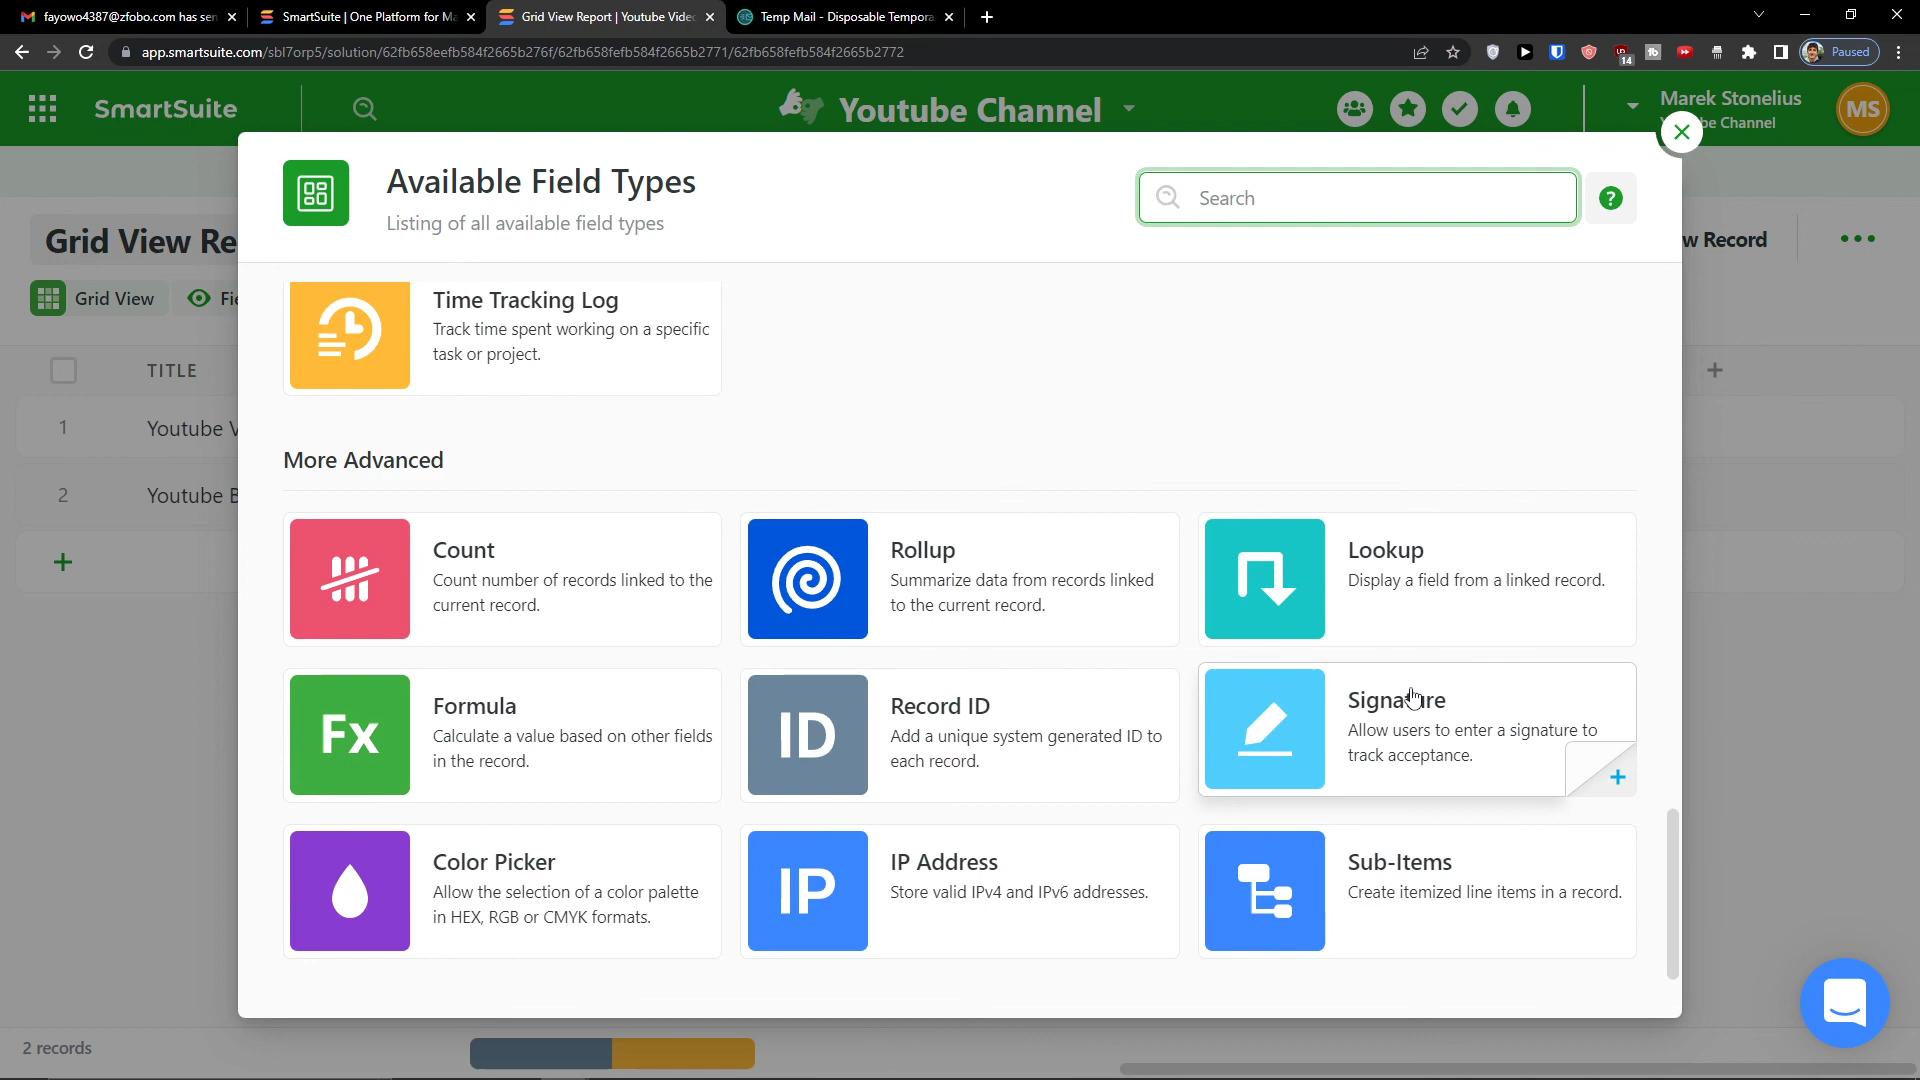 fayowo4387@zfobo.com has sen
SmartSuite | One Platform for Ma
Grid View Report | Youtube Video
Temp Mail - Disposable Tempora
app.smartsuite.com/sbl7orp5/solution/62fb658eefb584f2665b276f/62fb658fefb584f2665b2771/62fb658fefb584f2665b2772
14
fb
Paused
SmartSuite
Youtube Channel
Marek Stonelius
be Channel
MS
Available Field Types
Listing of all available field types
Search
?
Grid View Re
w Record
Grid View
Fie
TITLE
1
Youtube V
2
Youtube B
Time Tracking Log
Track time spent working on a specific
task or project.
More Advanced
Count
Count number of records linked to the
current record.
Rollup
Summarize data from records linked
to the current record.
Lookup
Display a field from a linked record.
Fx
Formula
Calculate a value based on other fields
in the record.
ID
Record ID
Add a unique system generated ID to
each record.
Signature
Allow users to enter a signature to
track acceptance.
Color Picker
Allow the selection of a color palette
in HEX, RGB or CMYK formats.
IP
IP Address
Store valid IPv4 and IPv6 addresses.
Sub-Items
Create itemized line items in a record.
2 records